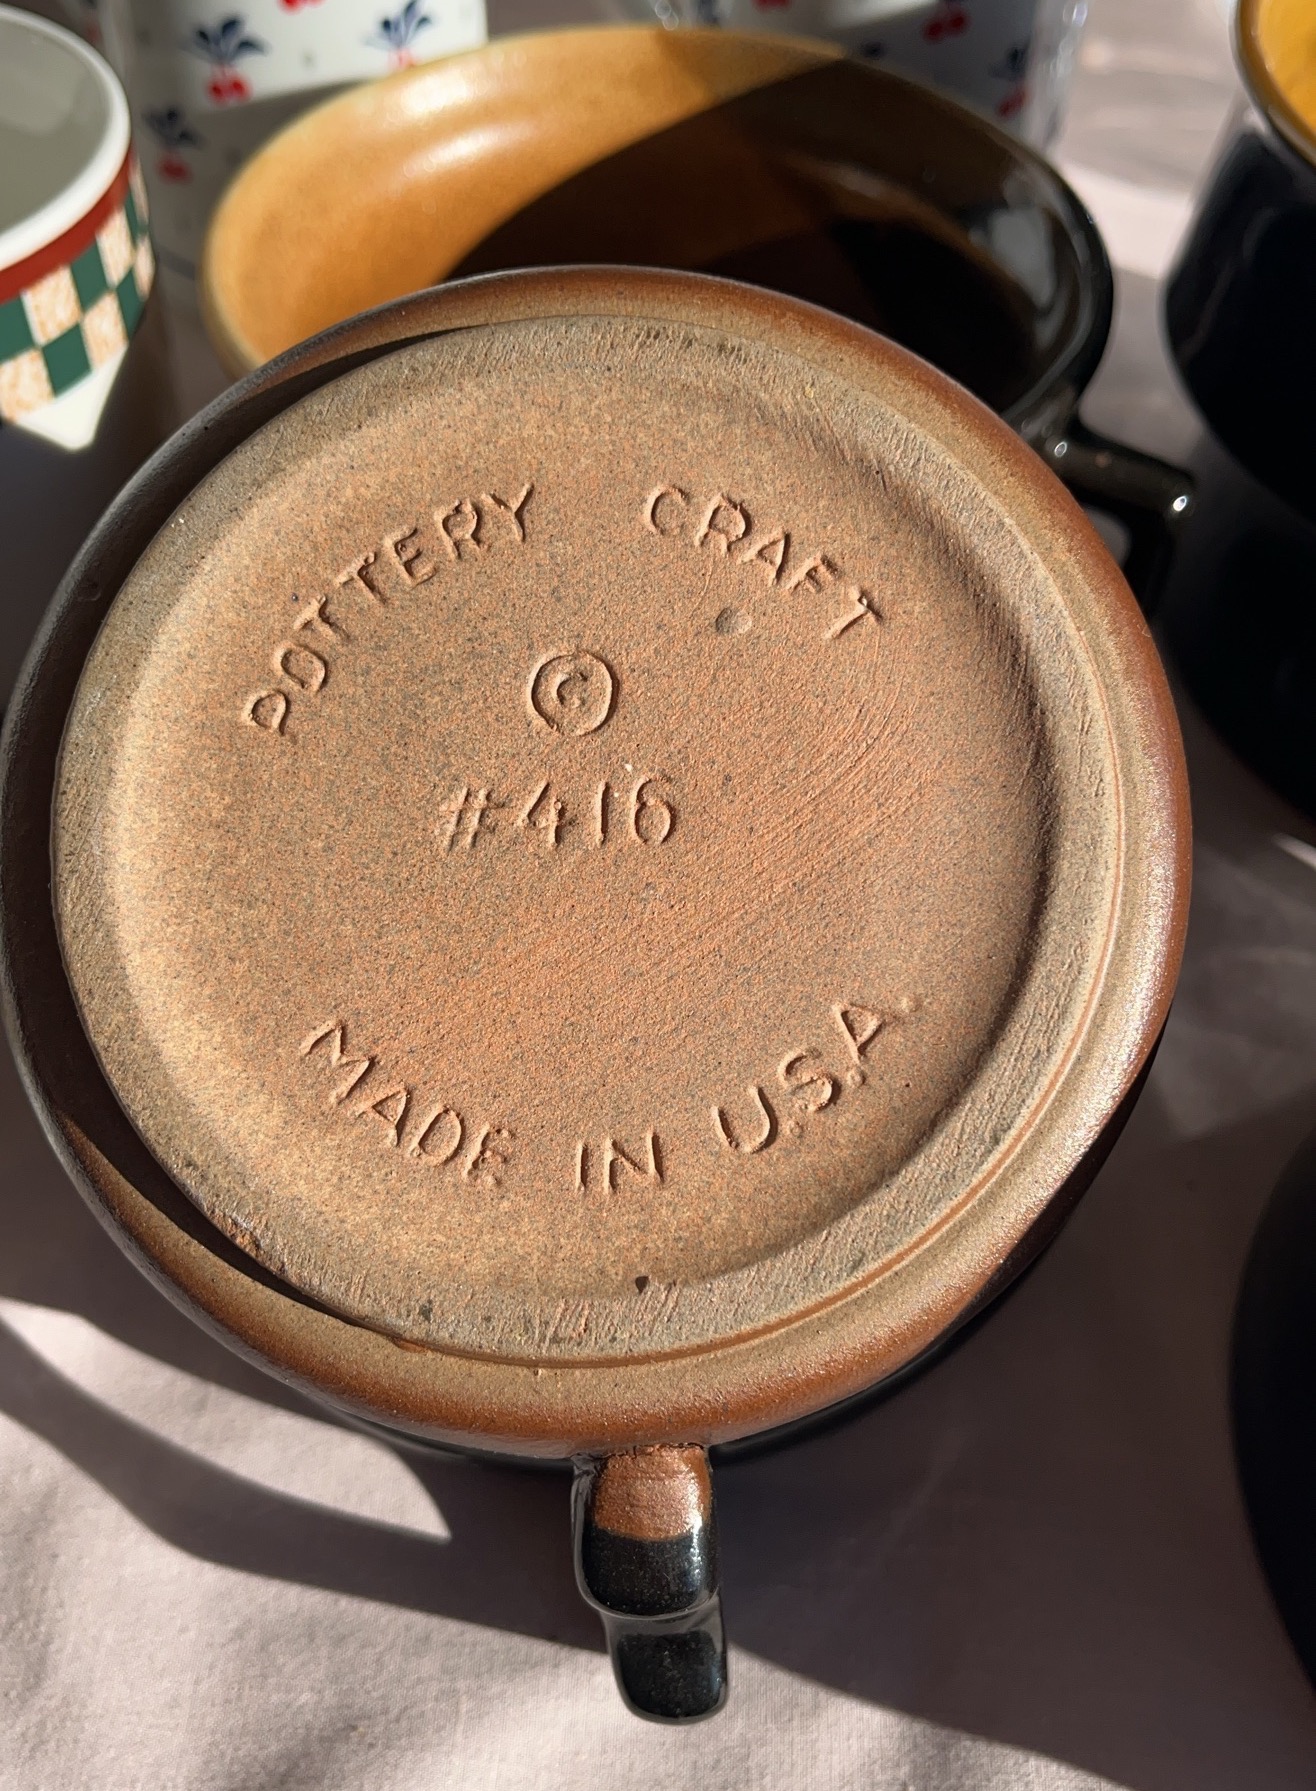 POTTERY CRAFT
©
#416
MADE IN U.S.A.